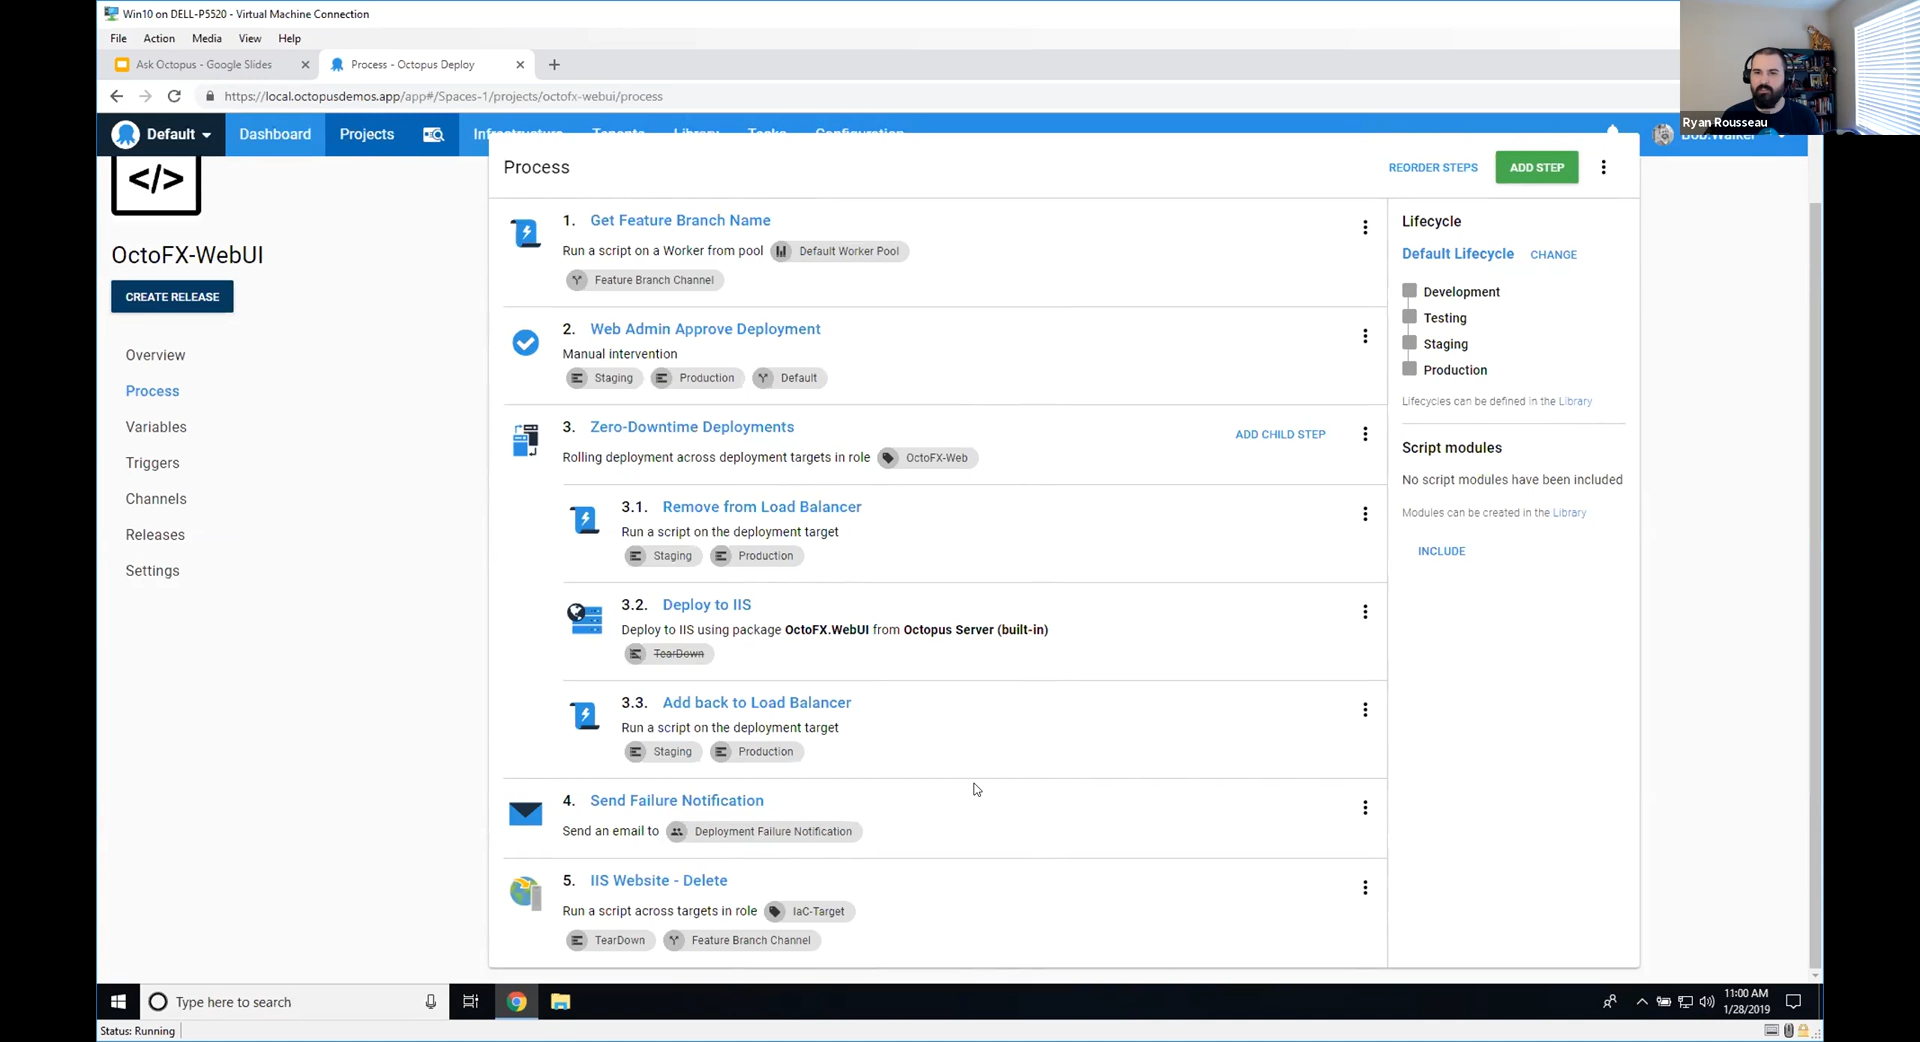 Win10 on DELL-P5520 - Virtual Machine Connection
File Action Media View Help
Ask Octopus - Google Slides
Process - Octopus Deploy
https://local.octopusdemos.app/app#/Spaces-1/projects/octofx-webui/process
Ryan Rousseau
Default Dashboard Projects Infrastructure Tenants Library Tasks Configuration Bob.Walker
</>
OctoFX-WebUI
CREATE RELEASE
Overview
Process
Variables
Triggers
Channels
Releases
Settings
Process
REORDER STEPS
ADD STEP
1. Get Feature Branch Name
Run a script on a Worker from pool Default Worker Pool
Feature Branch Channel
2. Web Admin Approve Deployment
Manual intervention
Staging Production Default
3. Zero-Downtime Deployments
ADD CHILD STEP
Rolling deployment across deployment targets in role OctoFX-Web
3.1. Remove from Load Balancer
Run a script on the deployment target
Staging Production
3.2. Deploy to IIS
Deploy to IIS using package OctoFX.WebUI from Octopus Server (built-in)
TearDown
3.3. Add back to Load Balancer
Run a script on the deployment target
Staging Production
4. Send Failure Notification
Send an email to Deployment Failure Notification
5. IIS Website - Delete
Run a script across targets in role IaC-Target
TearDown Feature Branch Channel
Lifecycle
Default Lifecycle CHANGE
Development
Testing
Staging
Production
Lifecycles can be defined in the Library
Script modules
No script modules have been included
Modules can be created in the Library
INCLUDE
Type here to search
11:00 AM
1/28/2019
Status: Running